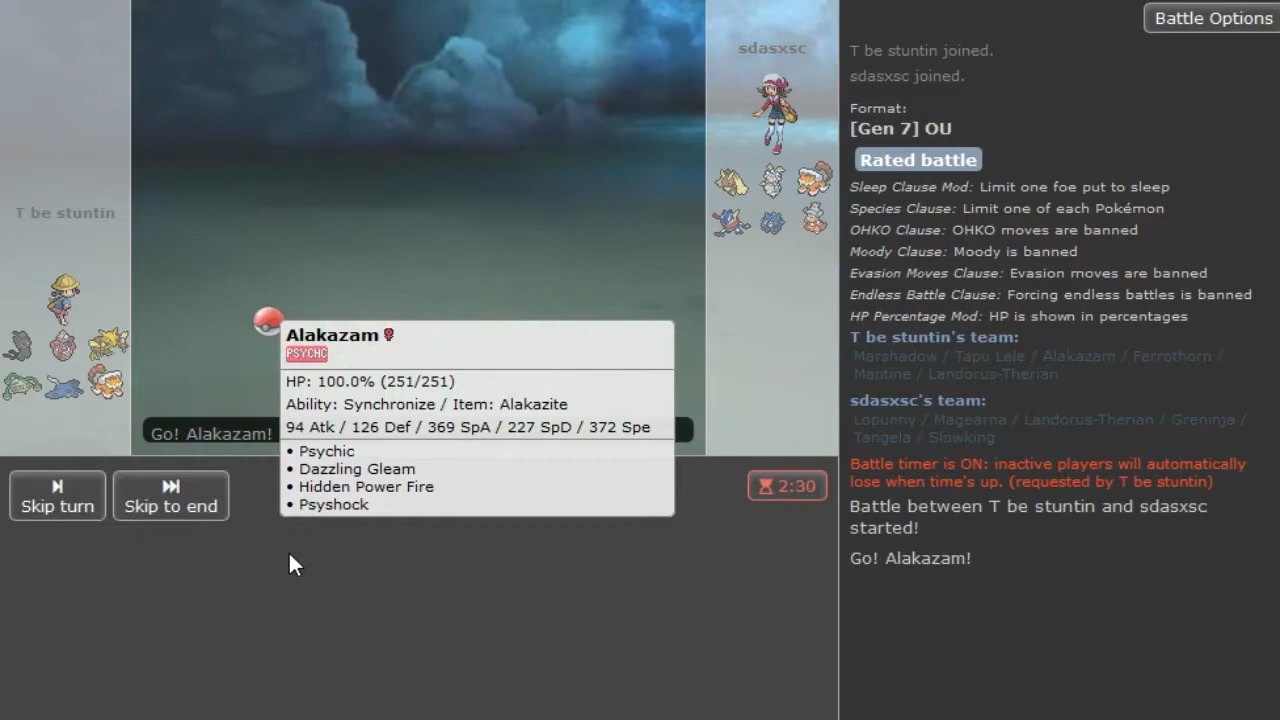 Battle Options
sdasxsc
T be stuntin
T be stuntin joined.
sdasxsc joined.
Format:
[Gen 7] OU
Rated battle
Sleep Clause Mod: Limit one foe put to sleep
Species Clause: Limit one of each Pokémon
OHKO Clause: OHKO moves are banned
Moody Clause: Moody is banned
Evasion Moves Clause: Evasion moves are banned
Endless Battle Clause: Forcing endless battles is banned
HP Percentage Mod: HP is shown in percentages
T be stuntin's team:
Marshadow / Tapu Lele / Alakazam / Ferrothorn /
Mantine / Landorus-Therian
sdasxsc's team:
Lopunny / Magearna / Landorus-Therian / Greninja /
Tangela / Slowking
Battle timer is ON: inactive players will automatically
lose when time's up. (requested by T be stuntin)
Battle between T be stuntin and sdasxsc
started!
Go! Alakazam!
Alakazam
PSYCHC
HP: 100.0% (251/251)
Ability: Synchronize / Item: Alakazite
94 Atk / 126 Def / 369 SpA / 227 SpD / 372 Spe
• Psychic
• Dazzling Gleam
• Hidden Power Fire
• Psyshock
Go! Alakazam!
Skip turn
Skip to end
2:30